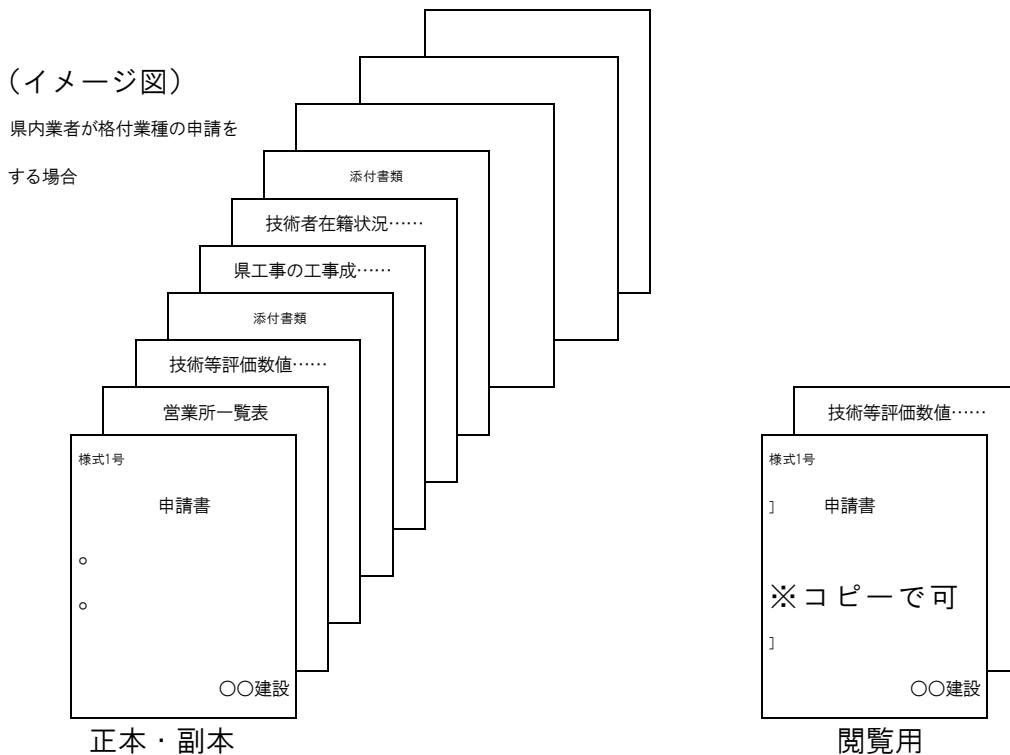 （イメージ図）
県内業者が格付業種の申請を
する場合
添付書類
技術者在籍状況……
県工事の工事成……
添付書類
技術等評価数値……
営業所一覧表
様式1号
申請書
○
○
○○建設
正本・副本
技術等評価数値……
様式1号
］ 申請書
※コピーで可
］
○○建設
閲覧用